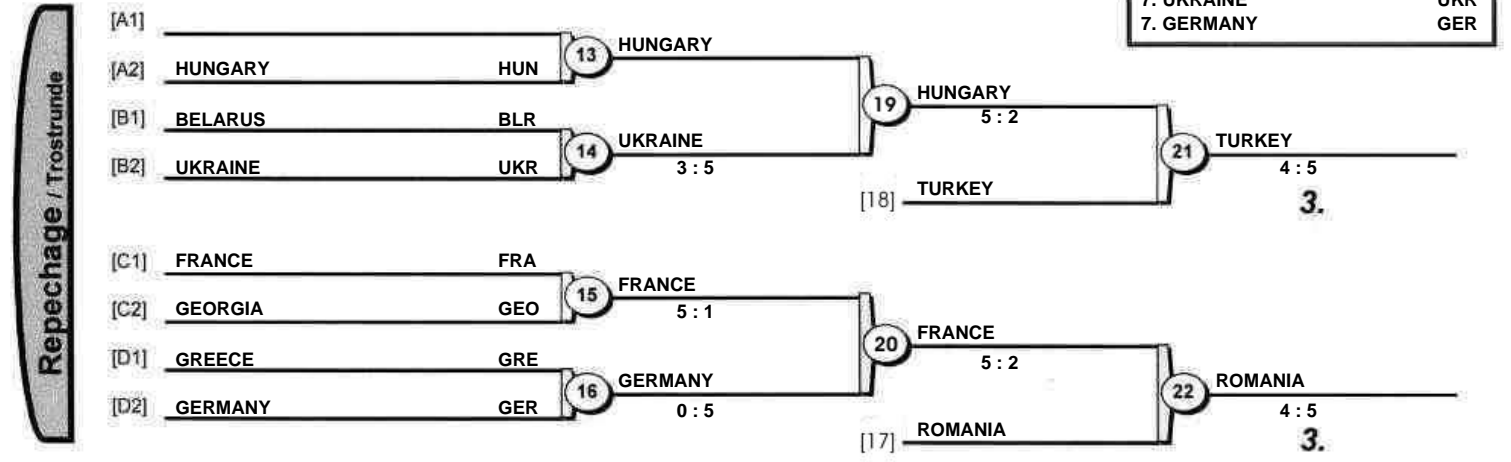 7. UKRAINE UKR
7. GERMANY GER
Repechage / Trostrunde
[A1]
[A2] HUNGARY HUN
13 HUNGARY
[B1] BELARUS BLR
[B2] UKRAINE UKR
14 UKRAINE
3 : 5
19 HUNGARY
5 : 2
[18] TURKEY
21 TURKEY
4 : 5
3.
[C1] FRANCE FRA
[C2] GEORGIA GEO
15 FRANCE
5 : 1
[D1] GREECE GRE
[D2] GERMANY GER
16 GERMANY
0 : 5
20 FRANCE
5 : 2
[17] ROMANIA
22 ROMANIA
4 : 5
3.